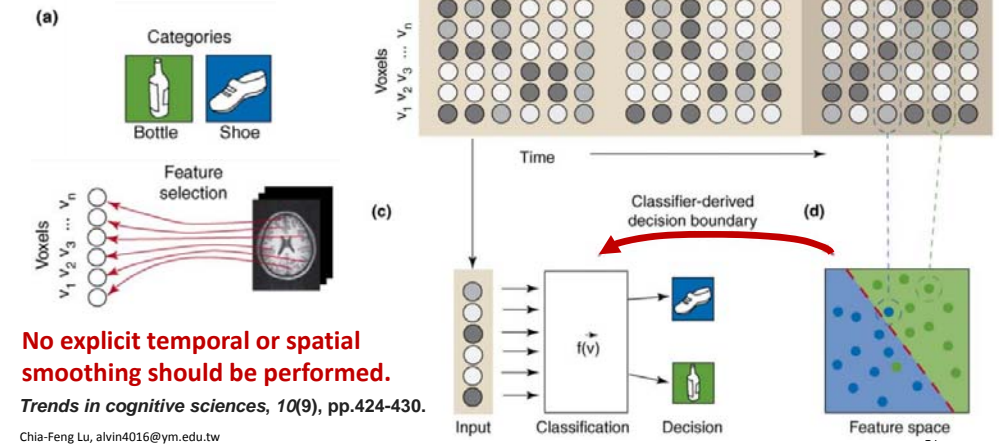 (a)
Categories
Bottle
Shoe
Feature
selection
Voxels
v1 v2 v3 ... vn
Voxels
v1 v2 v3 ... vn
Time
(c)
Classifier-derived
decision boundary
(d)
f(v)
Input
Classification
Decision
Feature space
No explicit temporal or spatial
smoothing should be performed.
Trends in cognitive sciences, 10(9), pp.424-430.
Chia-Feng Lu, alvin4016@ym.edu.tw